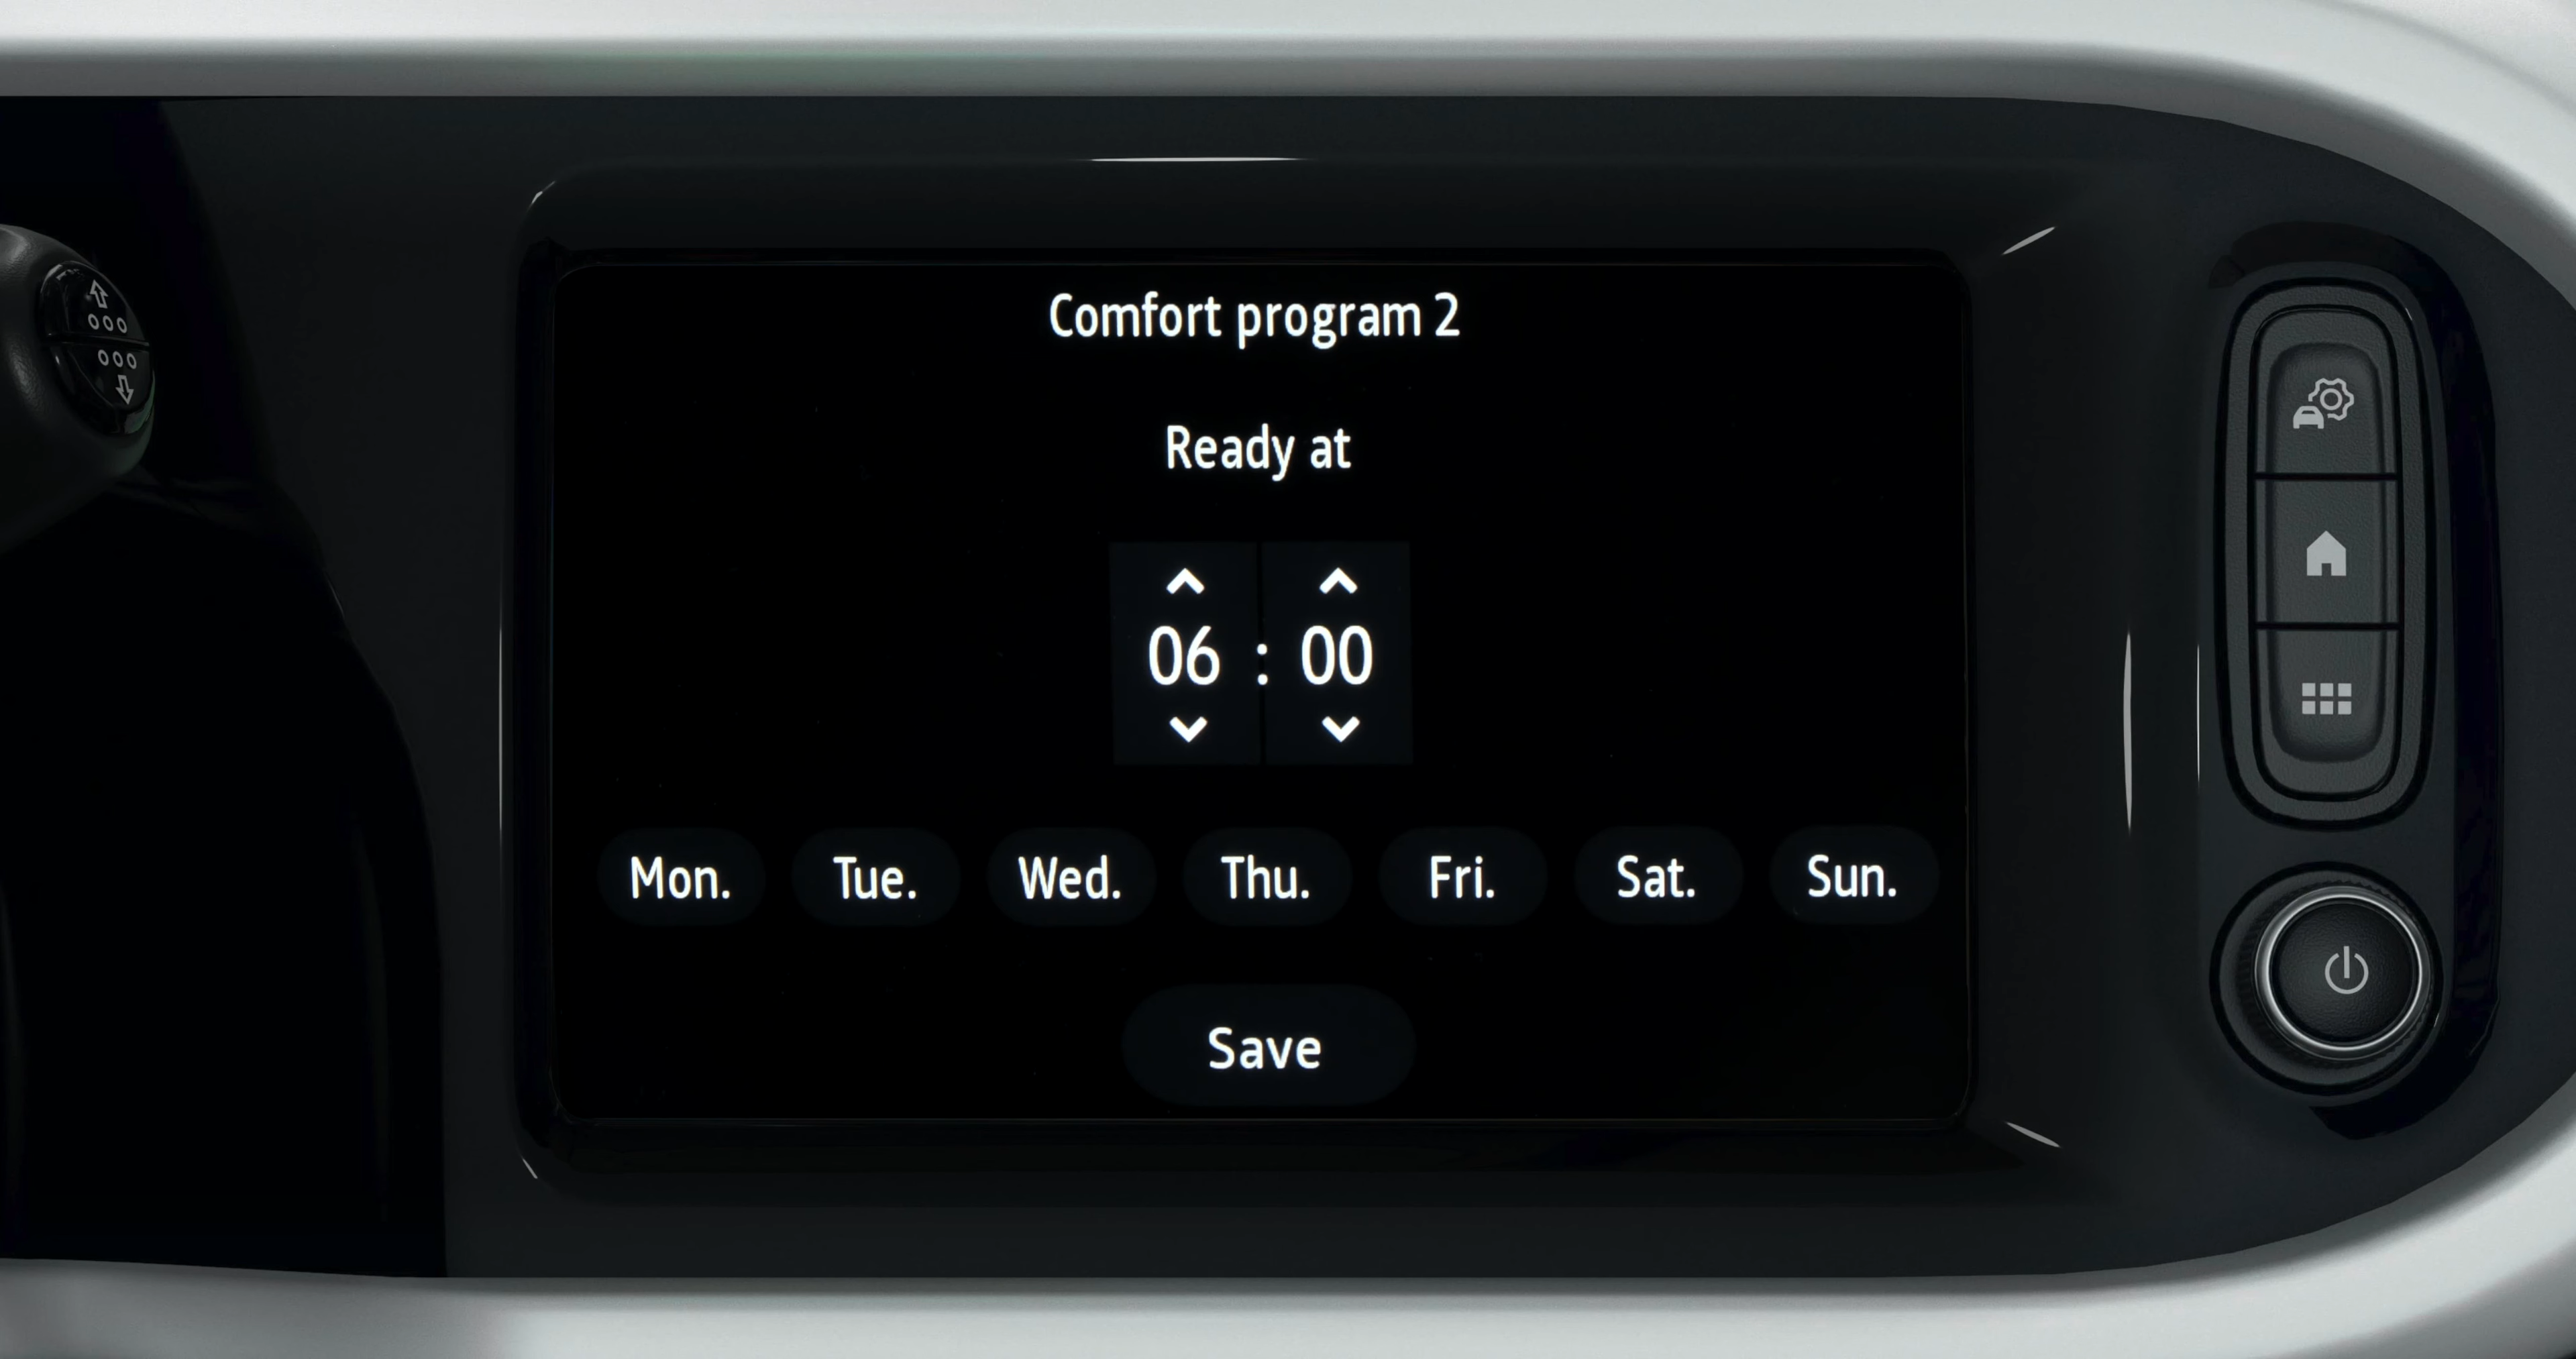 Comfort program 2
Ready at
06 : 00
Mon. Tue. Wed. Thu. Fri. Sat. Sun.
Save